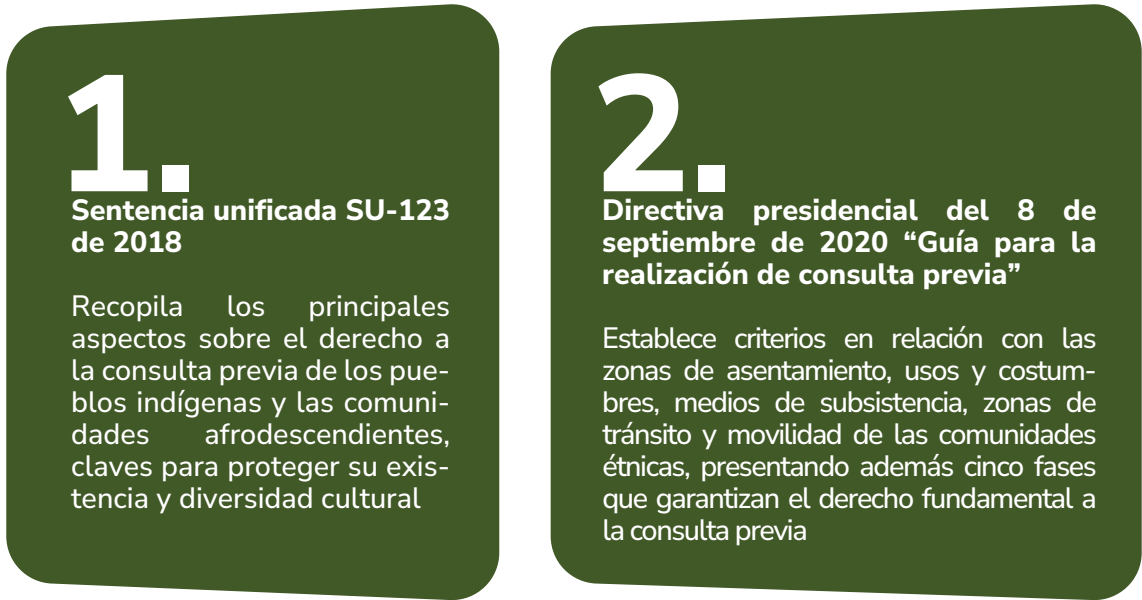 1.
Sentencia unificada SU-123
de 2018
Recopila los principales
aspectos sobre el derecho a
la consulta previa de los pue-
blos indígenas y las comuni-
dades afrodescendientes,
claves para proteger su exis-
tencia y diversidad cultural
2.
Directiva presidencial del 8 de
septiembre de 2020 “Guía para la
realización de consulta previa”
Establece criterios en relación con las
zonas de asentamiento, usos y costum-
bres, medios de subsistencia, zonas de
tránsito y movilidad de las comunidades
étnicas, presentando además cinco fases
que garantizan el derecho fundamental a
la consulta previa